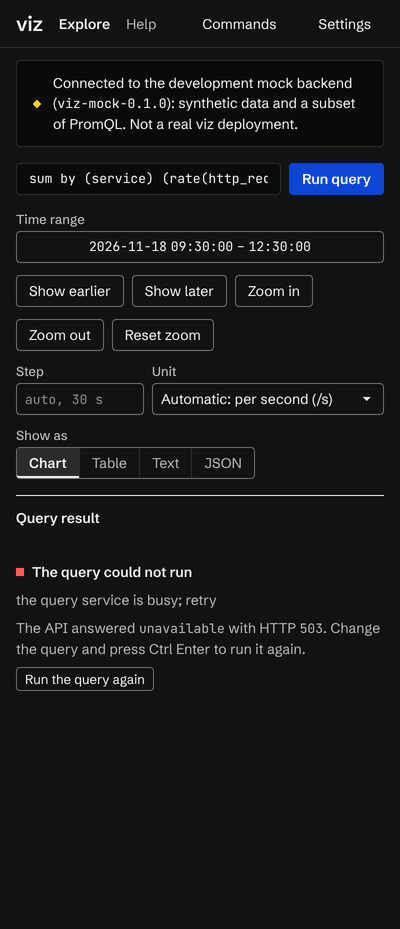 viz Explore Help Commands Settings
Connected to the development mock backend
(viz-mock-0.1.0): synthetic data and a subset
of PromQL. Not a real viz deployment.
sum by (service) (rate(http_rec Run query
Time range
2026-11-18 09:30:00 – 12:30:00
Show earlier Show later Zoom in
Zoom out Reset zoom
Step Unit
auto, 30 s Automatic: per second (/s)
Show as
Chart Table Text JSON
Query result
The query could not run
the query service is busy; retry
The API answered unavailable with HTTP 503. Change
the query and press Ctrl Enter to run it again.
Run the query again